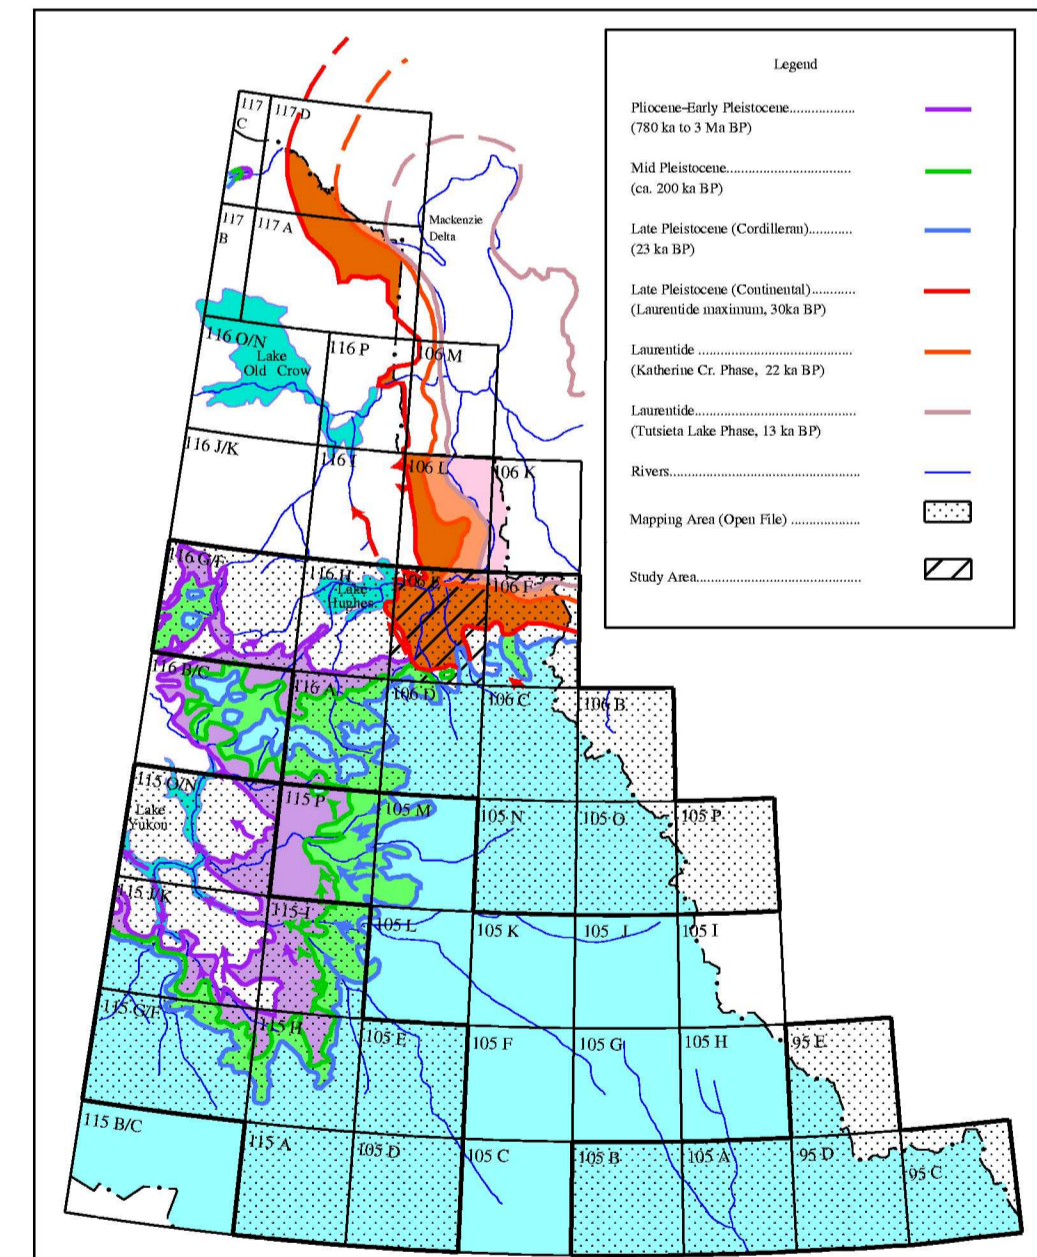 Legend
Pliocene-Early Pleistocene...................
(780 ka to 3 Ma BP)
Mid Pleistocene....................................
(ca. 200 ka BP)
Late Pleistocene (Cordilleran)............
(23 ka BP)
Late Pleistocene (Continental)............
(Laurentide maximum, 30ka BP)
Laurentide ............................................
(Katherine Cr. Phase, 22 ka BP)
Laurentide..............................................
(Tutsieta Lake Phase, 13 ka BP)
Rivers......................................................
Mapping Area (Open File) ....................
Study Area...............................................
117
C
117 D
117
B
117 A
Mackenzie
Delta
116 O/N
Lake
Old Crow
116 P
106 M
116 J/K
116 I
106 L
106 K
116 G/F
116 H
Lake
Hughes
106 E
106 F
116 B/C
116 A
106 D
106 C
106 B
115 O/N
Lake
Yukon
115 P
105 M
105 N
105 O
105 P
115 J/K
115 I
105 L
105 K
105 J
105 I
115 G/F
115 H
105 E
105 F
105 G
105 H
95 E
115 B/C
115 A
105 D
105 C
105 B
105 A
95 D
95 C